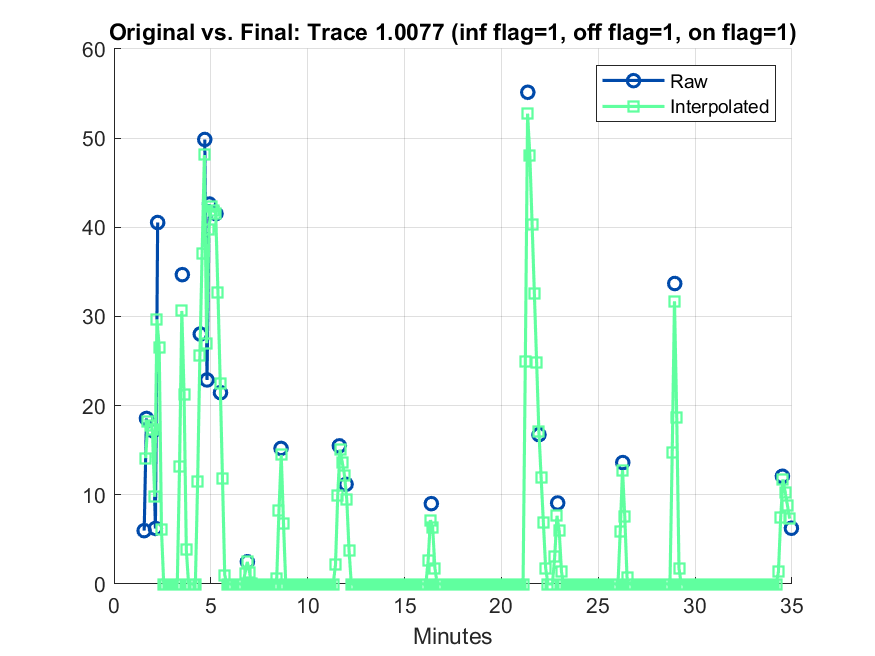 Original vs. Final: Trace 1.0077 (inf flag=1, off flag=1, on flag=1)
60
50
40
30
20
10
0
Raw
Interpolated
0 5 10 15 20 25 30 35
Minutes